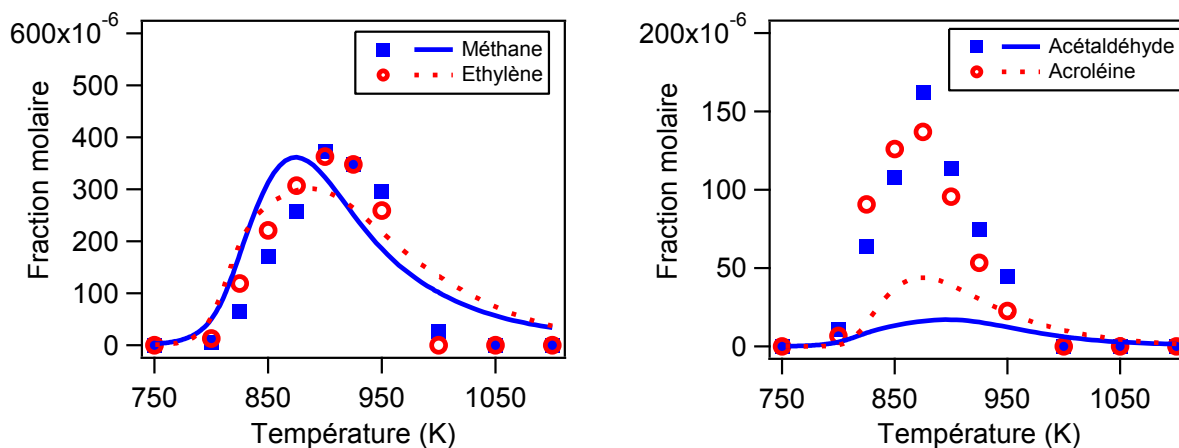 600x10-6
500
400
300
200
100
0
Fraction molaire
750
850
950
1050
Température (K)
Méthane
Ethylène
200x10-6
150
100
50
0
Fraction molaire
750
850
950
1050
Température (K)
Acétaldéhyde
Acroléine